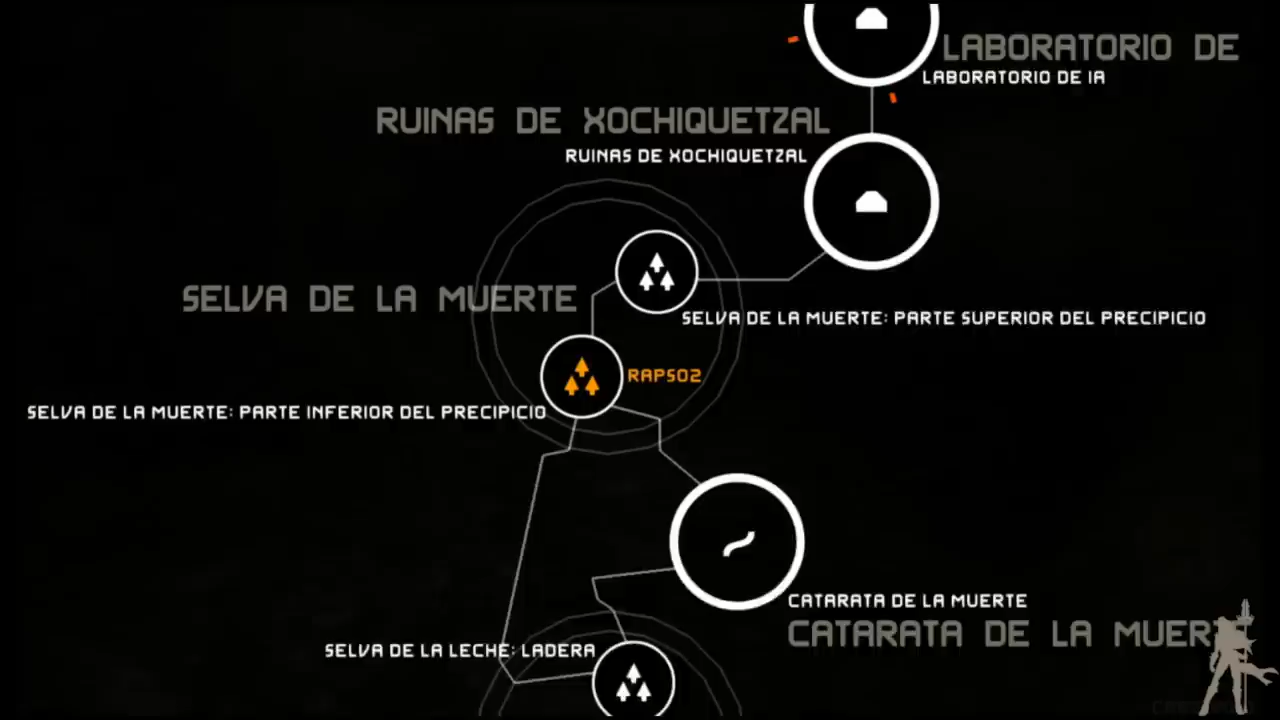 LABORATORIO DE
LABORATORIO DE IA
RUINAS DE XOCHIQUETZAL
RUINAS DE XOCHIQUETZAL
SELVA DE LA MUERTE
SELVA DE LA MUERTE: PARTE SUPERIOR DEL PRECIPICIO
RAPSO2
SELVA DE LA MUERTE: PARTE INFERIOR DEL PRECIPICIO
CATARATA DE LA MUERTE
CATARATA DE LA MUER
SELVA DE LA LECHE: LADERA